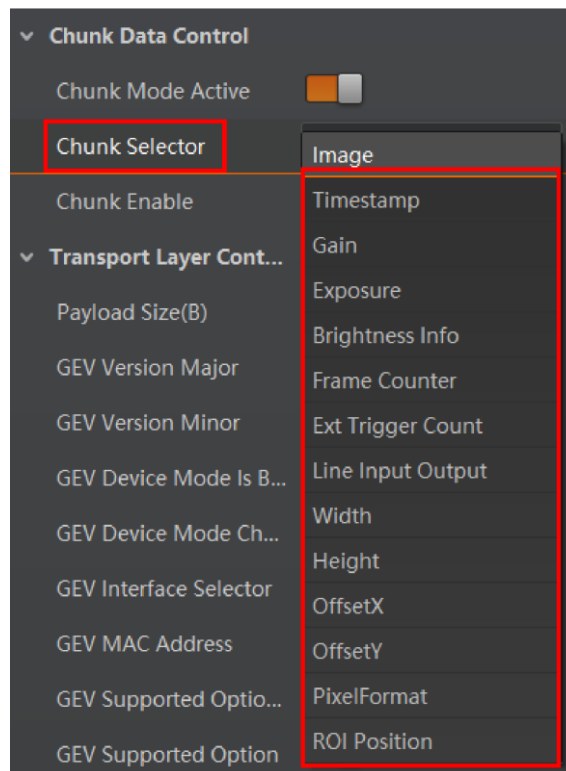 Chunk Data Control
Chunk Mode Active
Chunk Selector
Image
Chunk Enable
Timestamp
Transport Layer Cont...
Gain
Exposure
Payload Size(B)
Brightness Info
GEV Version Major
Frame Counter
GEV Version Minor
Ext Trigger Count
GEV Device Mode Is B...
Line Input Output
GEV Device Mode Ch...
Width
Height
GEV Interface Selector
OffsetX
GEV MAC Address
OffsetY
GEV Supported Optio...
PixelFormat
GEV Supported Option
ROI Position